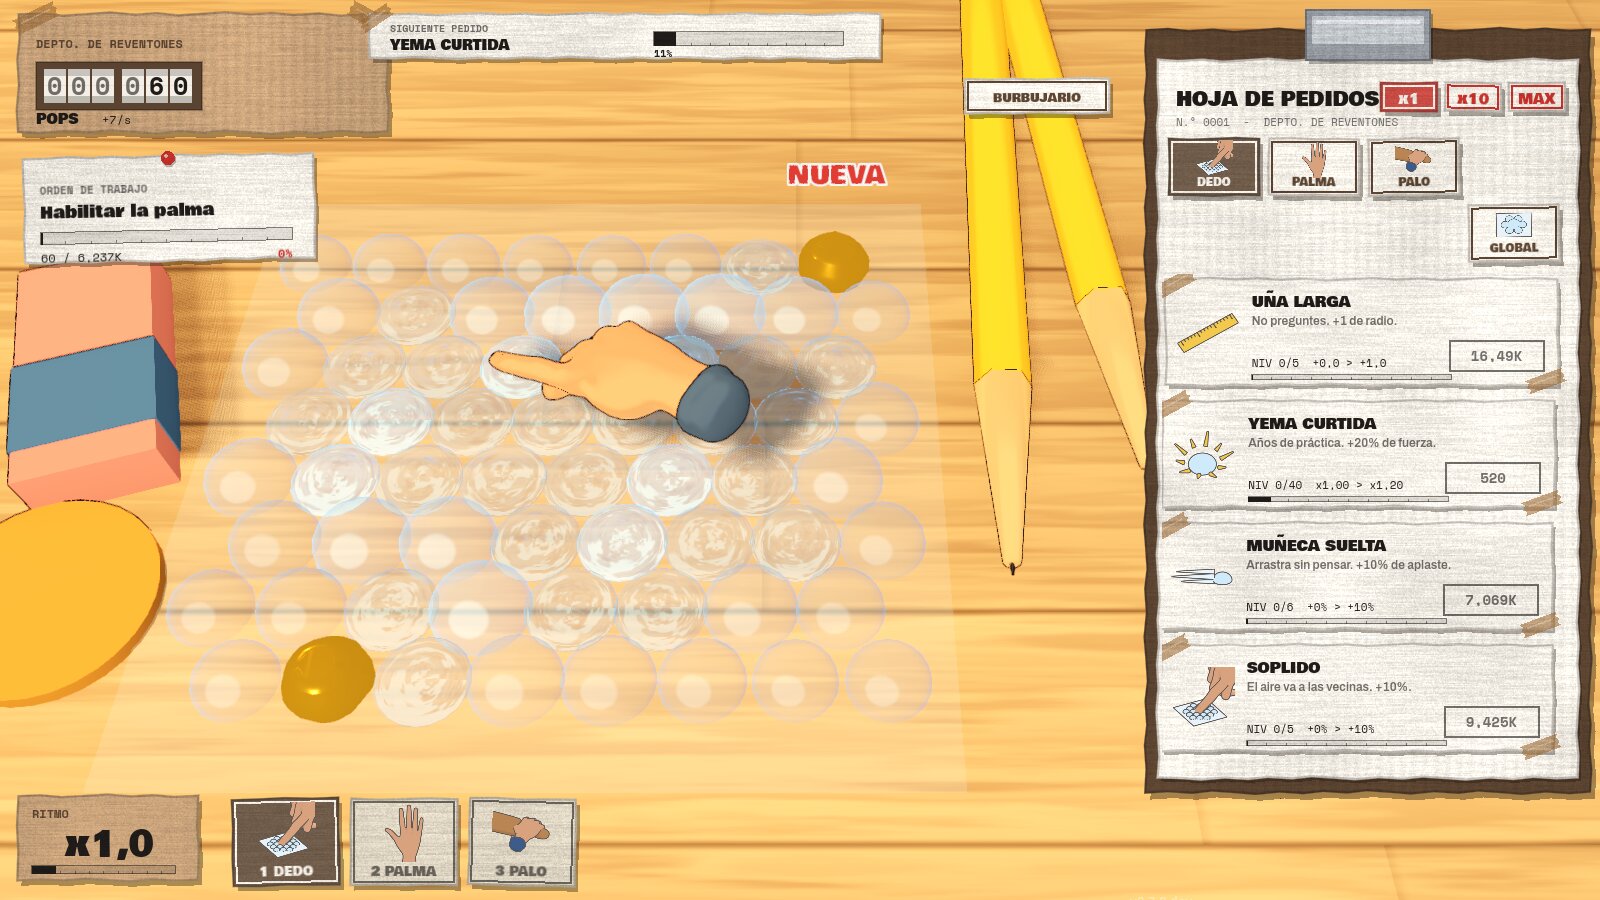 DEPTO. DE REVENTONES
000 060
POPS +7/s
SIGUIENTE PEDIDO
YEMA CURTIDA
11%
ORDEN DE TRABAJO
Habilitar la palma
60 / 6,237K 0%
NUEVA
BURBUJARIO
HOJA DE PEDIDOS x1 x10 MAX
N.° 0001 - DEPTO. DE REVENTONES
DEDO PALMA PALO
GLOBAL
UÑA LARGA
No preguntes. +1 de radio.
NIV 0/5 +0,0 > +1,0
16,49K
YEMA CURTIDA
Años de práctica. +20% de fuerza.
NIV 0/40 x1,00 > x1,20
520
MUÑECA SUELTA
Arrastra sin pensar. +10% de aplaste.
NIV 0/6 +0% > +10%
7,069K
SOPLIDO
El aire va a las vecinas. +10%.
NIV 0/5 +0% > +10%
9,425K
RITMO
x1,0
1 DEDO 2 PALMA 3 PALO